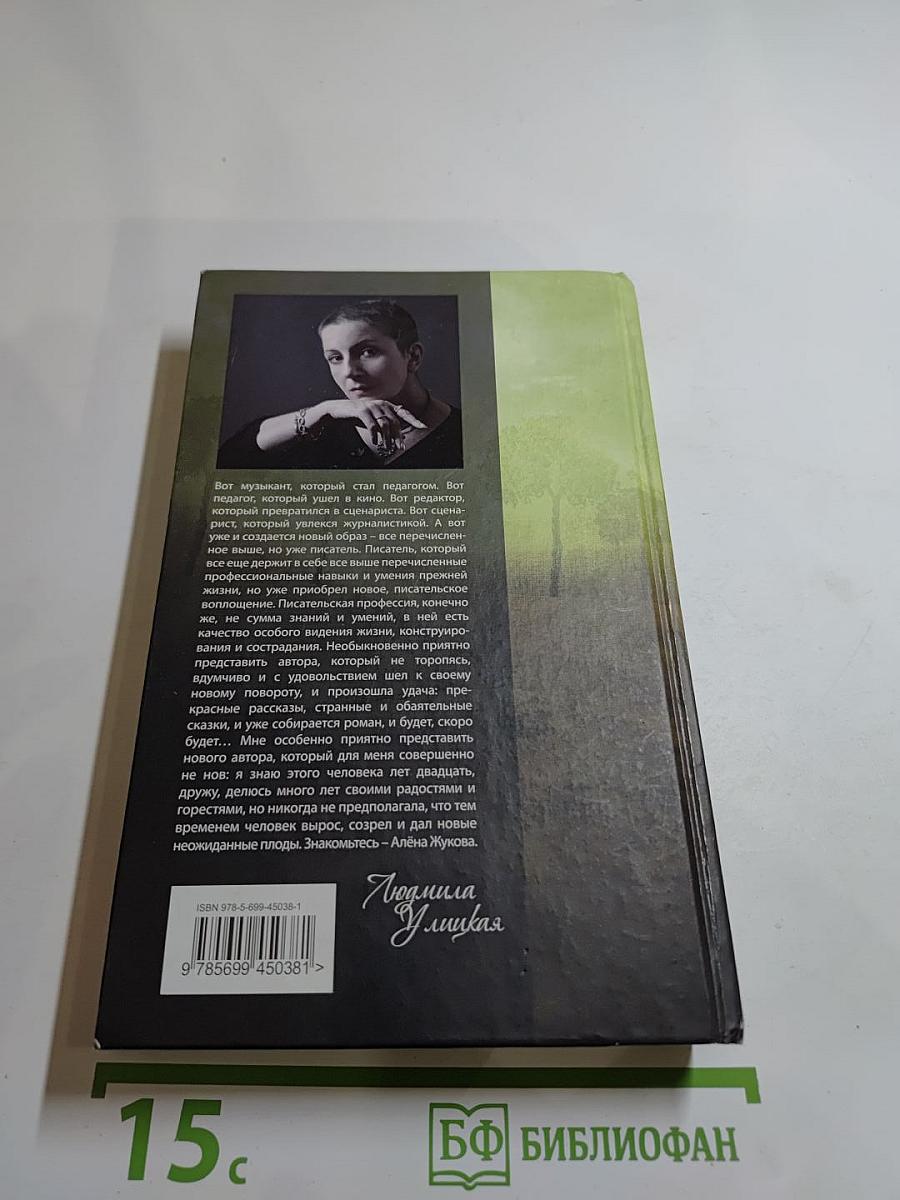 Вот музыкант, который стал педагогом. Вот
педагог, который ушел в кино. Вот редактор,
который превратился в сценариста. Вот сцена-
рист, который увлекся журналистикой. А вот
уже и создается новый образ – все перечислен-
ное выше, но уже писатель. Писатель, который
все еще держит в себе все выше перечисленные
профессиональные навыки и умения прежней
жизни, но уже приобрел новое, писательское
воплощение. Писательская профессия, конечно
же, не сумма знаний и умений, в ней есть
качество особого видения жизни, конструиро-
вания и сострадания. Необыкновенно приятно
представить автора, который не торопясь,
вдумчиво и с удовольствием шел к своему
новому повороту, и произошла удача: пре-
красные рассказы, странные и обаятельные
сказки, и уже собирается роман, и будет, скоро
будет... Мне особенно приятно представить
нового автора, который для меня совершенно
не нов: я знаю этого человека лет двадцать,
дружу, делюсь много лет своими радостями и
горестями, но никогда не предполагала, что тем
временем человек вырос, созрел и дал новые
неожиданные плоды. Знакомьтесь – Алёна Жукова.
Людмила
Улицкая
ISBN 978-5-699-45038-1
9 785699 450381 >
15 с
БФ БИБЛИОФАН